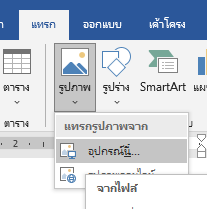 แทรก ออกแบบ เค้าโครง
ตาราง รูปภาพ รูปร่าง SmartArt
ตาราง
แทรกรูปภาพจาก
2 1
อุปกรณ์นี้...
จากไฟล์